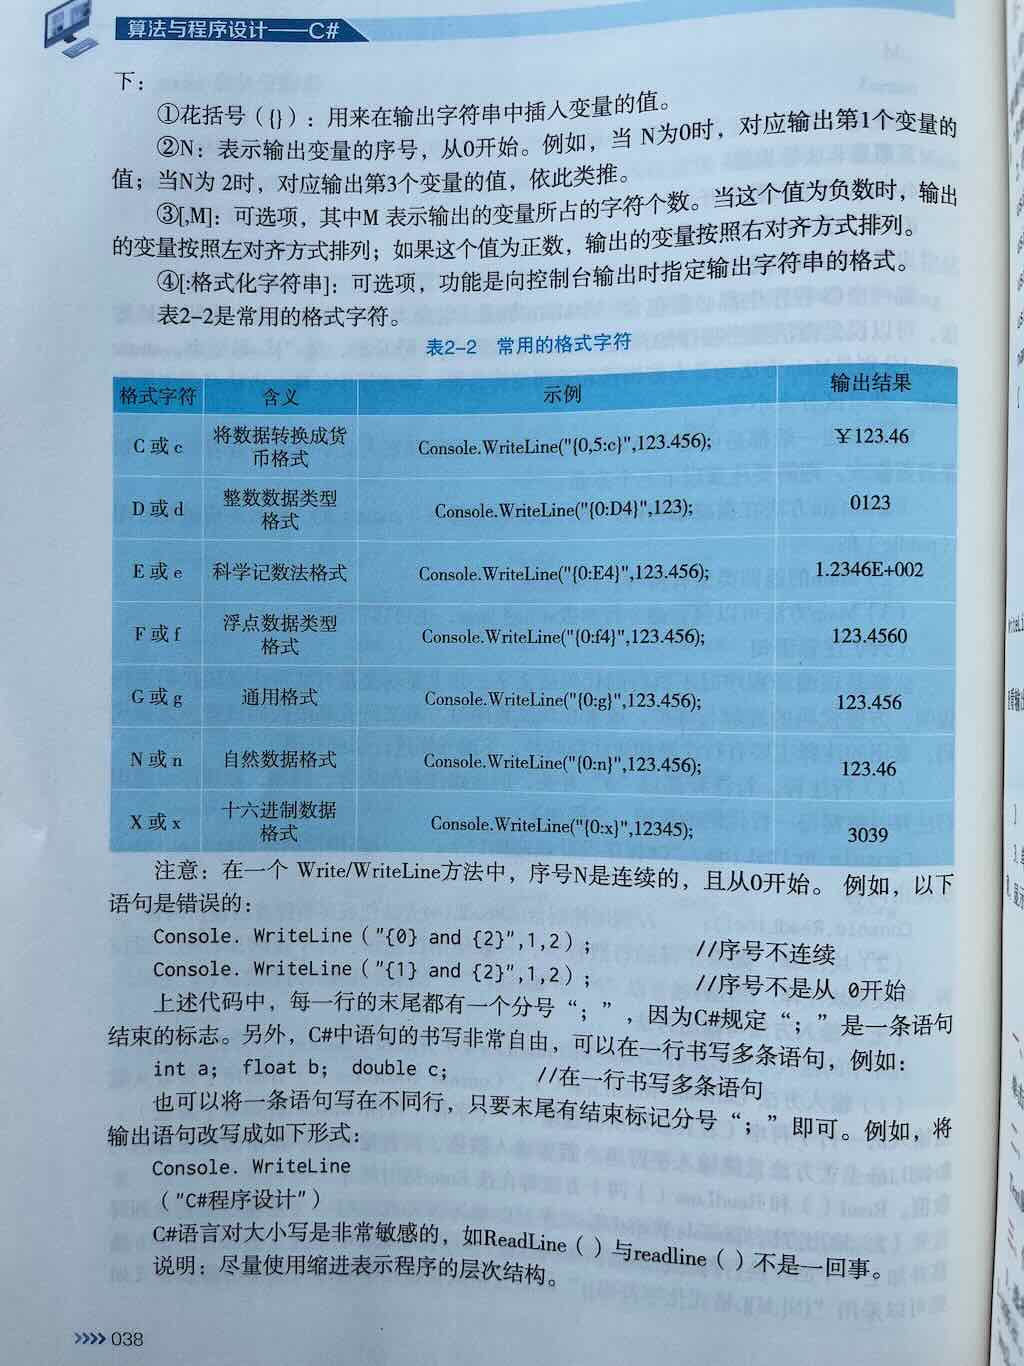 算法与程序设计——C#
下：
①花括号（{}）：用来在输出字符串中插入变量的值。
②N：表示输出变量的序号，从0开始。例如，当 N为0时，对应输出第1个变量的
值；当N为 2时，对应输出第3个变量的值，依此类推。
③[,M]：可选项，其中M 表示输出的变量所占的字符个数。当这个值为负数时，输出
的变量按照左对齐方式排列；如果这个值为正数，输出的变量按照右对齐方式排列。
④[:格式化字符串]：可选项，功能是向控制台输出时指定输出字符串的格式。
表2-2是常用的格式字符。
表2-2 常用的格式字符
格式字符 含义 示例 输出结果
C 或 c 将数据转换成货币格式 Console.WriteLine("{0,5:c}",123.456); ￥123.46
D 或 d 整数数据类型格式 Console.WriteLine("{0:D4}",123); 0123
E 或 e 科学记数法格式 Console.WriteLine("{0:E4}",123.456); 1.2346E+002
F 或 f 浮点数据类型格式 Console.WriteLine("{0:f4}",123.456); 123.4560
G 或 g 通用格式 Console.WriteLine("{0:g}",123.456); 123.456
N 或 n 自然数据格式 Console.WriteLine("{0:n}",123.456); 123.46
X 或 x 十六进制数据格式 Console.WriteLine("{0:x}",12345); 3039
注意：在一个 Write/WriteLine方法中，序号N是连续的，且从0开始。 例如，以下
语句是错误的：
Console. WriteLine（"{0} and {2}",1,2）; //序号不连续
Console. WriteLine（"{1} and {2}",1,2）; //序号不是从 0开始
上述代码中，每一行的末尾都有一个分号“；”，因为C#规定“；”是一条语句
结束的标志。另外，C#中语句的书写非常自由，可以在一行书写多条语句，例如：
int a; float b; double c; //在一行书写多条语句
也可以将一条语句写在不同行，只要末尾有结束标记分号“；”即可。例如，将
输出语句改写成如下形式：
Console. WriteLine
（"C#程序设计"）
C#语言对大小写是非常敏感的，如ReadLine（）与readline（）不是一回事。
说明：尽量使用缩进表示程序的层次结构。
>>>> 038